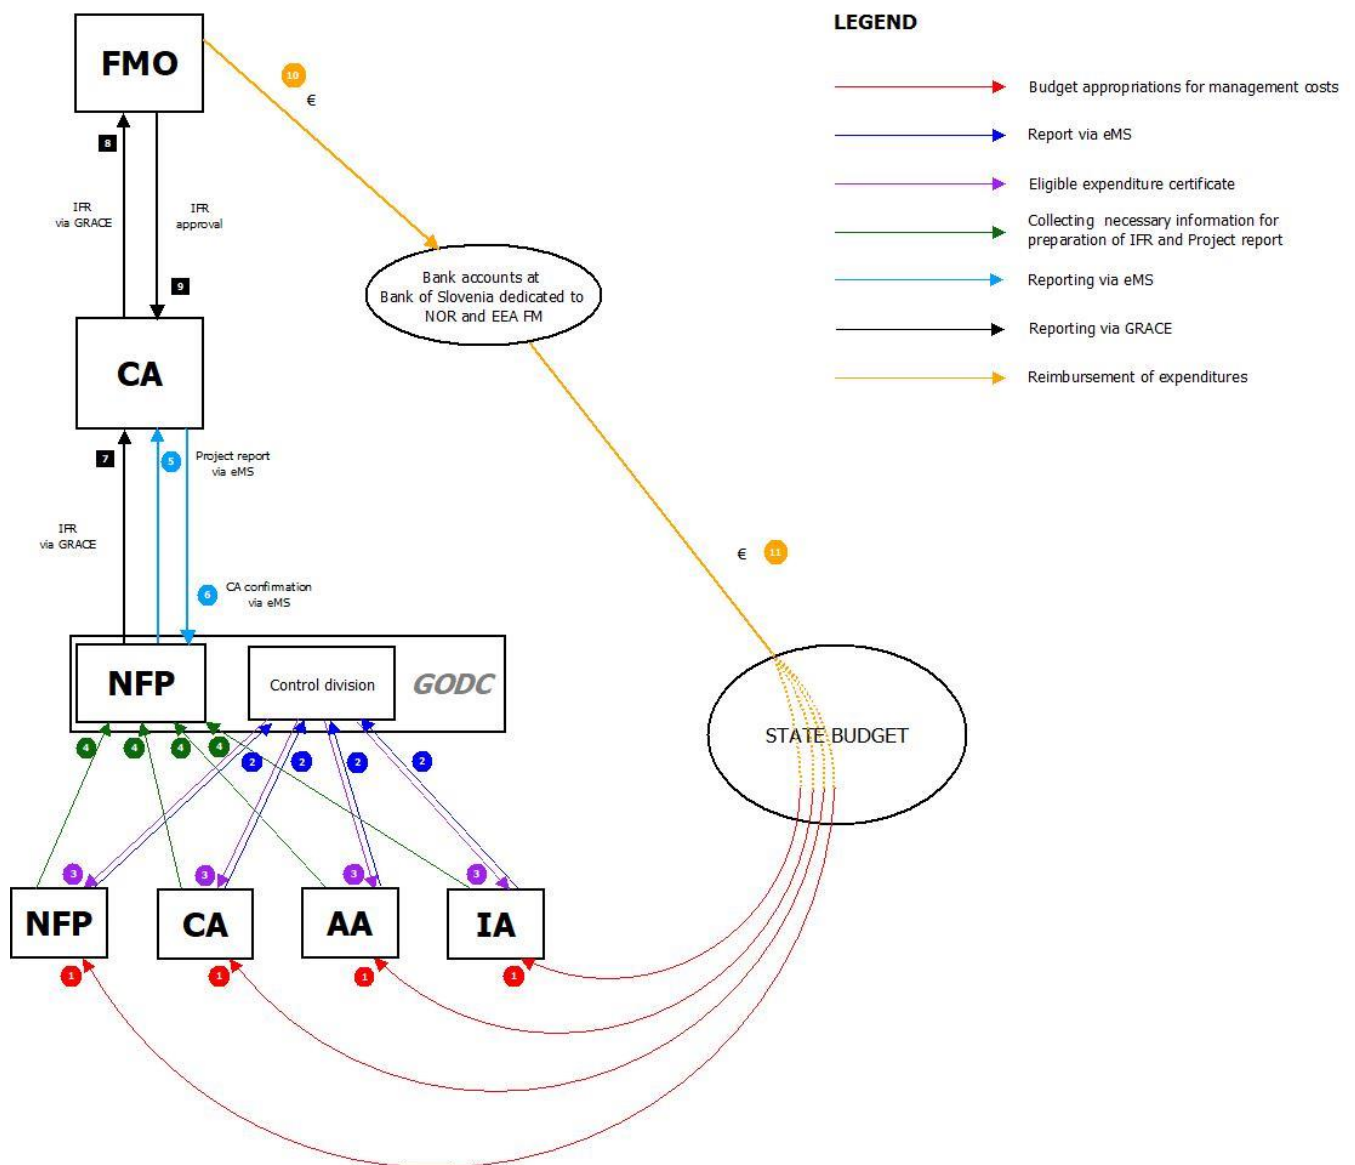 LEGEND
FMO
10
€
Budget appropriations for management costs
Report via eMS
8
Eligible expenditure certificate
IFR
via GRACE
IFR
approval
Collecting necessary information for
preparation of IFR and Project report
9
Bank accounts at
Bank of Slovenia dedicated to
NOR and EEA FM
Reporting via eMS
Reporting via GRACE
CA
Reimbursement of expenditures
7
5
Project report
via eMS
IFR
via GRACE
€
11
6
CA confirmation
via eMS
NFP
Control division
GODC
STATE BUDGET
4
4
4
4
2
2
2
2
3
3
3
3
NFP
CA
AA
IA
1
1
1
1